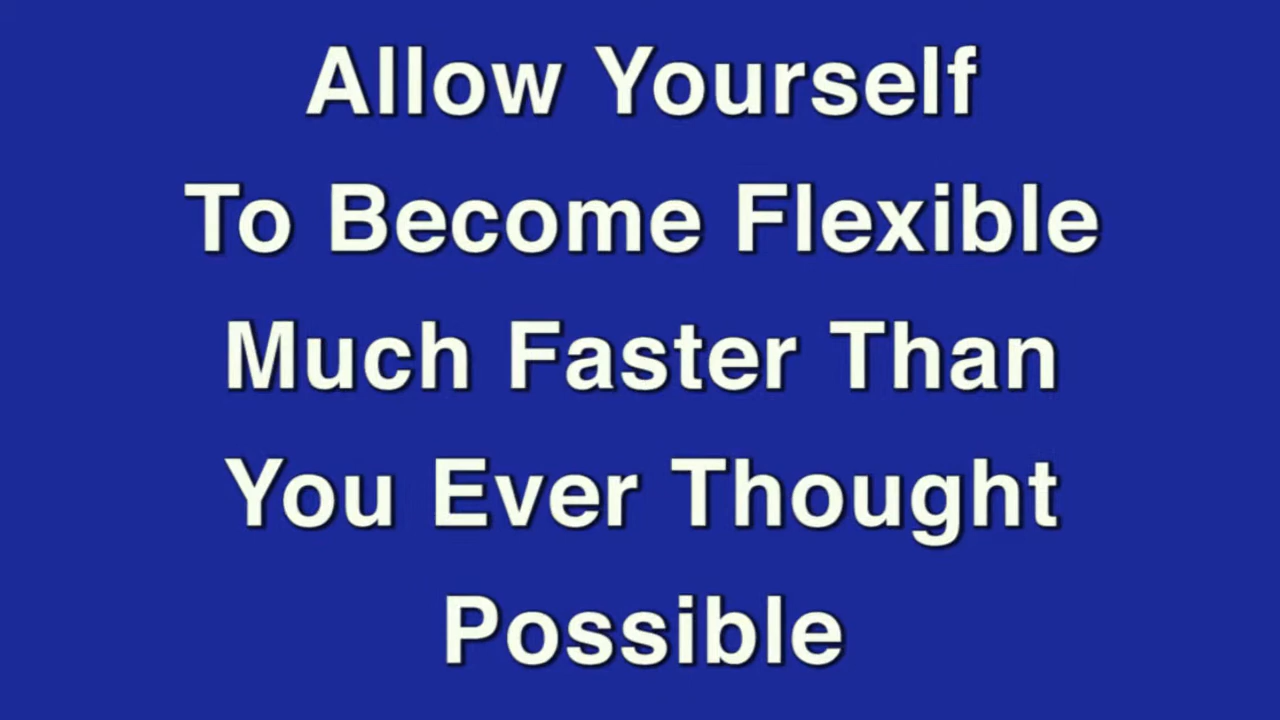 Allow Yourself
To Become Flexible
Much Faster Than
You Ever Thought
Possible